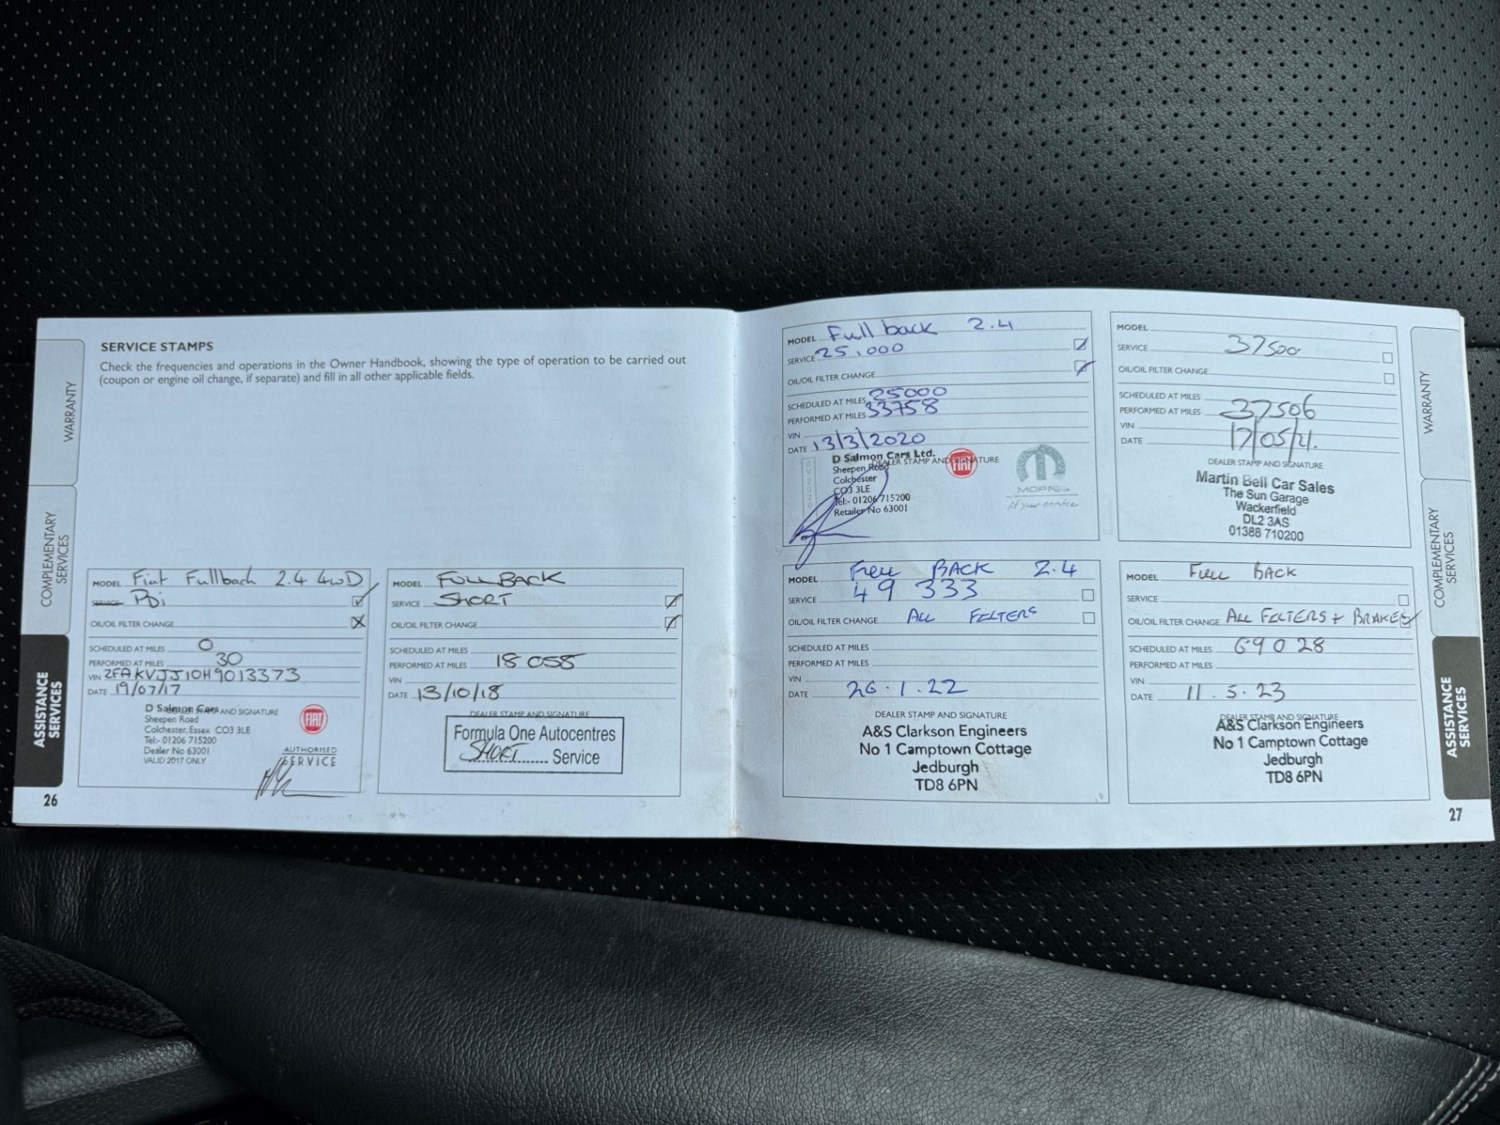 SERVICE STAMPS
Check the frequencies and operations in the Owner Handbook, showing the type of operation to be carried out
(coupon or engine oil change, if separate) and fill in all other applicable fields.
WARRANTY
COMPLEMENTARY
SERVICES
ASSISTANCE
SERVICES
MODEL Fiat Fullback 2.4 4WD
SERVICE PDi
OIL/OIL FILTER CHANGE
SCHEDULED AT MILES 0
PERFORMED AT MILES 30
VIN 2FAKVJJ10H9013373
DATE 19/07/17
DEALER STAMP AND SIGNATURE
D Salmon Cars
Sheepen Road
Colchester, Essex CO3 3LE
Tel:- 01206 715200
Dealer No 63001
VALID 2017 ONLY
FIAT
AUTHORISED
SERVICE
MODEL FULLBACK
SERVICE SHORT
OIL/OIL FILTER CHANGE
SCHEDULED AT MILES
PERFORMED AT MILES 18 058
VIN
DATE 13/10/18
DEALER STAMP AND SIGNATURE
Formula One Autocentres
SHORT......... Service
26
MODEL Fullback 2.4
SERVICE 25,000
OIL/OIL FILTER CHANGE
SCHEDULED AT MILES 25000
PERFORMED AT MILES 33758
VIN
DATE 13/3/2020
DEALER STAMP AND SIGNATURE
D Salmon Cars Ltd.
Sheepen Road
Colchester
CO3 3LE
Tel:- 01206 715200
Retailer No 63001
FIAT
MOPAR
At your service
MODEL
SERVICE 37500
OIL/OIL FILTER CHANGE
SCHEDULED AT MILES
PERFORMED AT MILES 37506
VIN
DATE 17/05/21.
DEALER STAMP AND SIGNATURE
Martin Bell Car Sales
The Sun Garage
Wackerfield
DL2 3AS
01388 710200
MODEL FULL BACK 2.4
SERVICE 49 333
OIL/OIL FILTER CHANGE ALL FILTERS
SCHEDULED AT MILES
PERFORMED AT MILES
VIN
DATE 26.1.22
DEALER STAMP AND SIGNATURE
A&S Clarkson Engineers
No 1 Camptown Cottage
Jedburgh
TD8 6PN
MODEL FULL BACK
SERVICE
OIL/OIL FILTER CHANGE ALL FILTERS + BRAKES
SCHEDULED AT MILES 69028
PERFORMED AT MILES
VIN
DATE 11.5.23
DEALER STAMP AND SIGNATURE
A&S Clarkson Engineers
No 1 Camptown Cottage
Jedburgh
TD8 6PN
WARRANTY
COMPLEMENTARY
SERVICES
ASSISTANCE
SERVICES
27